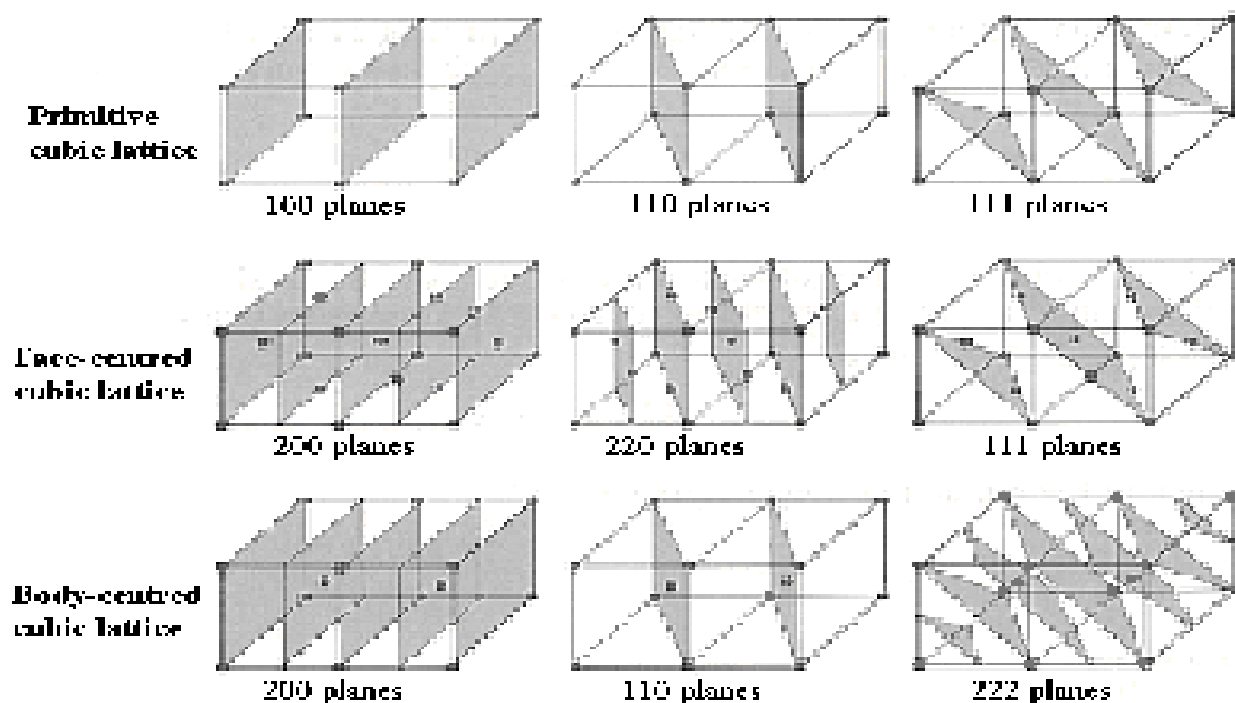 Primitive
cubic lattice
100 planes
110 planes
111 planes
Face-centred
cubic lattice
200 planes
220 planes
111 planes
Body-centred
cubic lattice
200 planes
110 planes
222 planes